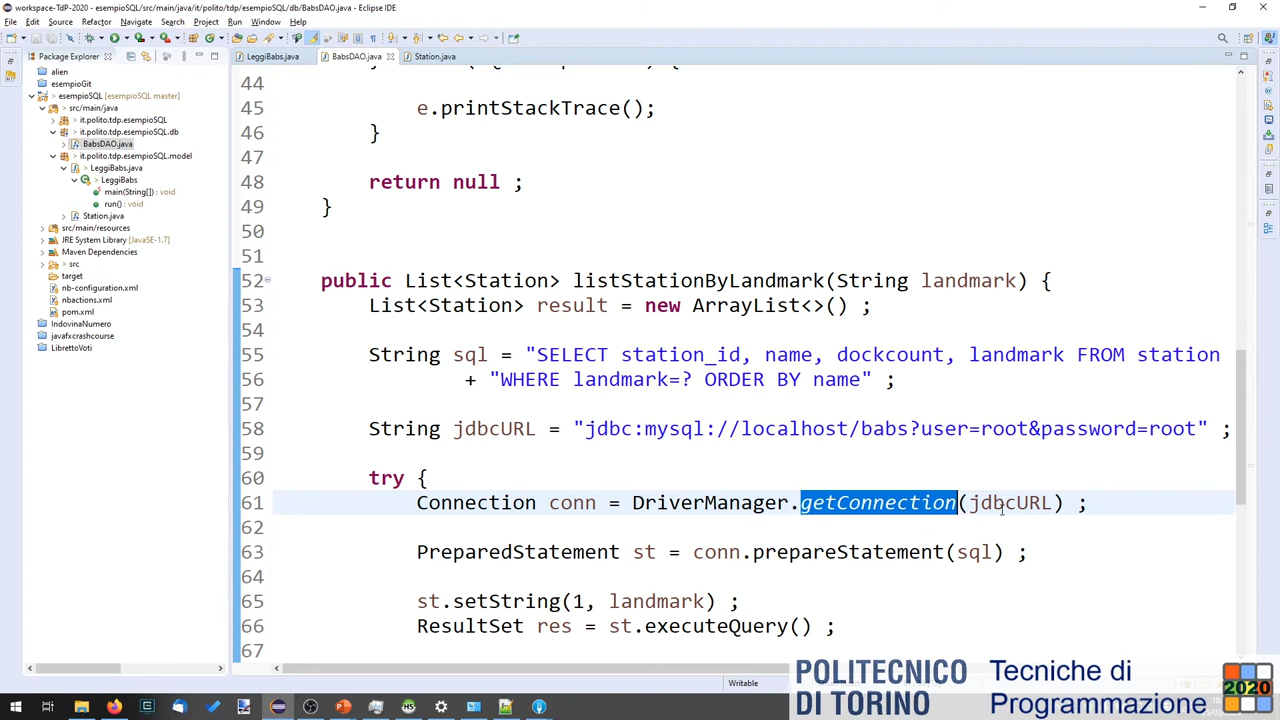 workspace-TdP-2020 - esempioSQL/src/main/java/it/polito/tdp/esempioSQL/db/BabsDAO.java - Eclipse IDE
File Edit Source Refactor Navigate Search Project Run Window Help
Package Explorer
LeggiBabs.java
BabsDAO.java
Station.java
alien
esempioGit
esempioSQL [esempioSQL master]
src/main/java
it.polito.tdp.esempioSQL
it.polito.tdp.esempioSQL.db
BabsDAO.java
it.polito.tdp.esempioSQL.model
LeggiBabs.java
LeggiBabs
main(String[]) : void
run() : void
Station.java
src/main/resources
JRE System Library [JavaSE-1.7]
Maven Dependencies
src
target
nb-configuration.xml
nbactions.xml
pom.xml
IndovinaNumero
javafxcrashcourse
LibrettoVoti
44
45 e.printStackTrace();
46 }
47
48 return null ;
49 }
50
51
52 public List<Station> listStationByLandmark(String landmark) {
53 List<Station> result = new ArrayList<>() ;
54
55 String sql = "SELECT station_id, name, dockcount, landmark FROM station
56 + "WHERE landmark=? ORDER BY name" ;
57
58 String jdbcURL = "jdbc:mysql://localhost/babs?user=root&password=root" ;
59
60 try {
61 Connection conn = DriverManager.getConnection(jdbcURL) ;
62
63 PreparedStatement st = conn.prepareStatement(sql) ;
64
65 st.setString(1, landmark) ;
66 ResultSet res = st.executeQuery() ;
67
Writable
POLITECNICO
DI TORINO
Tecniche di
Programmazione
2020